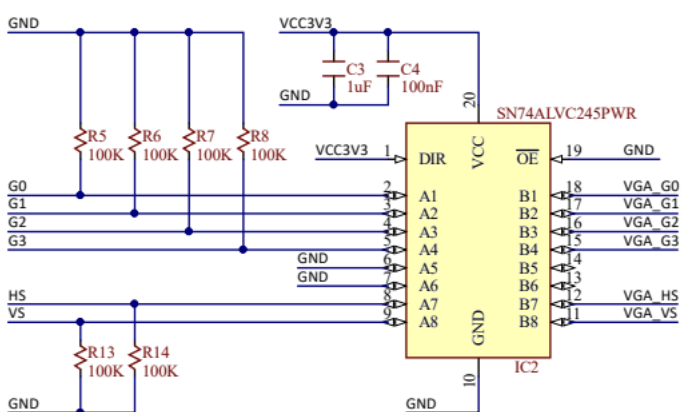 GND
VCC3V3
C3
C4
1uF
100nF
GND
20
SN74ALVC245PWR
R5
R6
R7
R8
100K
100K
100K
100K
VCC3V3
1
DIR
VCC
OE
19
GND
G0
2
A1
B1
18
VGA_G0
G1
3
A2
B2
17
VGA_G1
G2
4
A3
B3
16
VGA_G2
G3
5
A4
B4
15
VGA_G3
GND
6
A5
B5
14
GND
7
A6
B6
13
HS
8
A7
B7
12
VGA_HS
VS
9
A8
GND
B8
11
VGA_VS
R13
R14
100K
100K
IC2
10
GND
GND